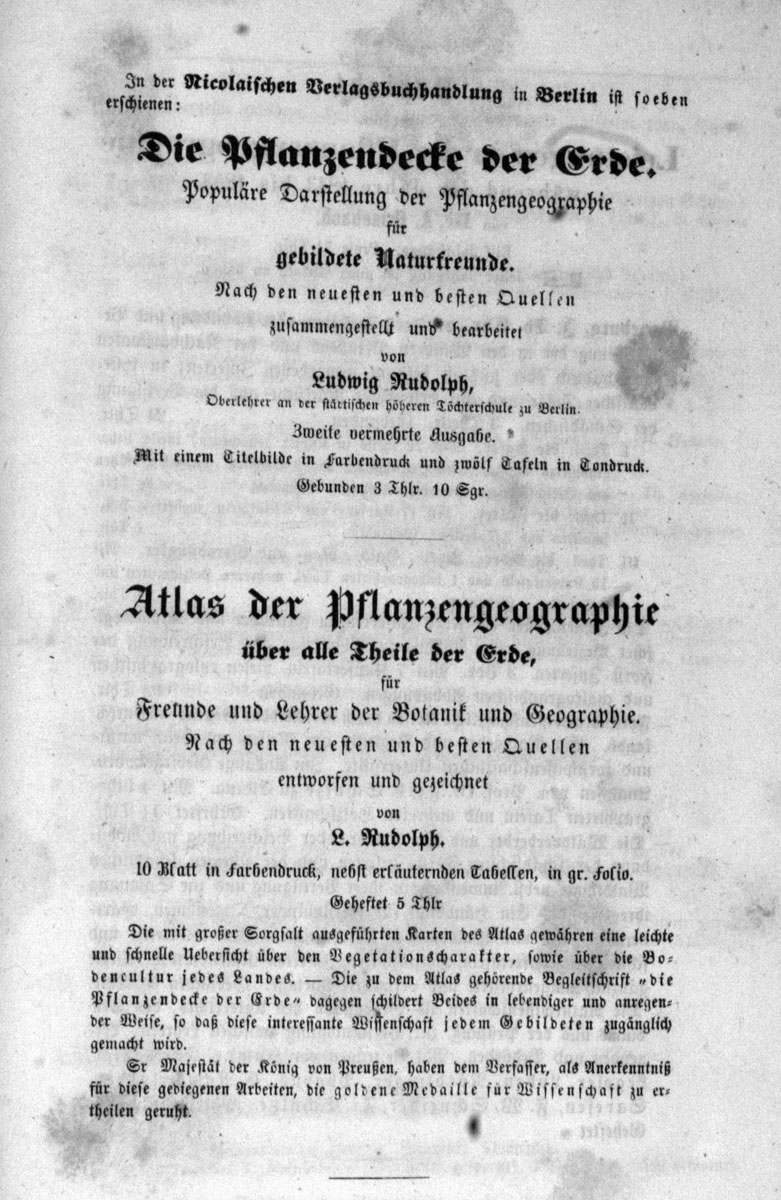 In der Nicolaischen Verlagsbuchhandlung in Berlin ist soeben
erschienen:
Die Pflanzendecke der Erde.
Populäre Darstellung der Pflanzengeographie
für
gebildete Naturfreunde.
Nach den neuesten und besten Quellen
zusammengestellt und bearbeitet
von
Ludwig Rudolph,
Oberlehrer an der stärtischen höheren Töchterschule zu Berlin.
Zweite vermehrte Ausgabe.
Mit einem Titelbilde in Farbendruck und zwölf Tafeln in Tondruck.
Gebunden 3 Thlr. 10 Sgr.
Atlas der Pflanzengeographie
über alle Theile der Erde,
für
Freunde und Lehrer der Botanik und Geographie.
Nach den neuesten und besten Quellen
entworfen und gezeichnet
von
L. Rudolph.
10 Blatt in Farbendruck, nebst erläuternden Tabellen, in gr. Folio.
Geheftet 5 Thlr
Die mit großer Sorgfalt ausgeführten Karten des Atlas gewähren eine leichte
und schnelle Uebersicht über den Vegetationscharakter, sowie über die Bo-
dencultur jedes Landes. — Die zu dem Atlas gehörende Begleitschrift „die
Pflanzendecke der Erde“ dagegen schildert Beides in lebendiger und anregen-
der Weise, so daß diese interessante Wissenschaft jedem Gebildeten zugänglich
gemacht wird.
Sr Majestät der König von Preußen, haben dem Verfasser, als Anerkenntniß
für diese gediegenen Arbeiten, die goldene Medaille für Wissenschaft zu er-
theilen geruht.